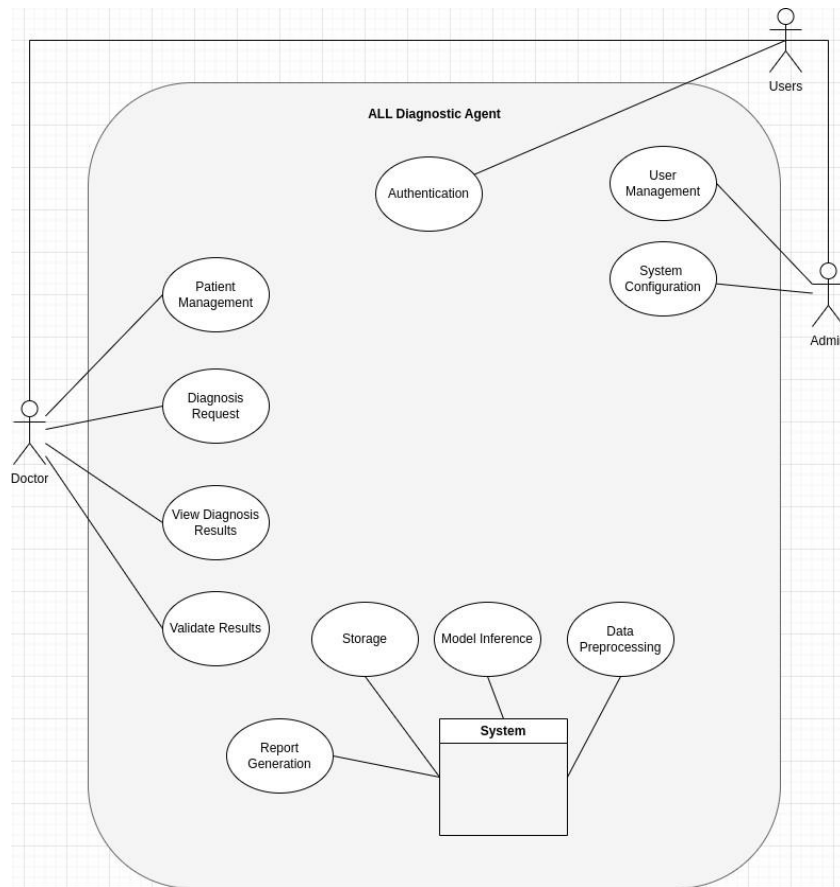 Users
ALL Diagnostic Agent
Authentication
User
Management
System
Configuration
Admi
Patient
Management
Diagnosis
Request
Doctor
View Diagnosis
Results
Validate Results
Storage
Model Inference
Data
Preprocessing
System
Report
Generation